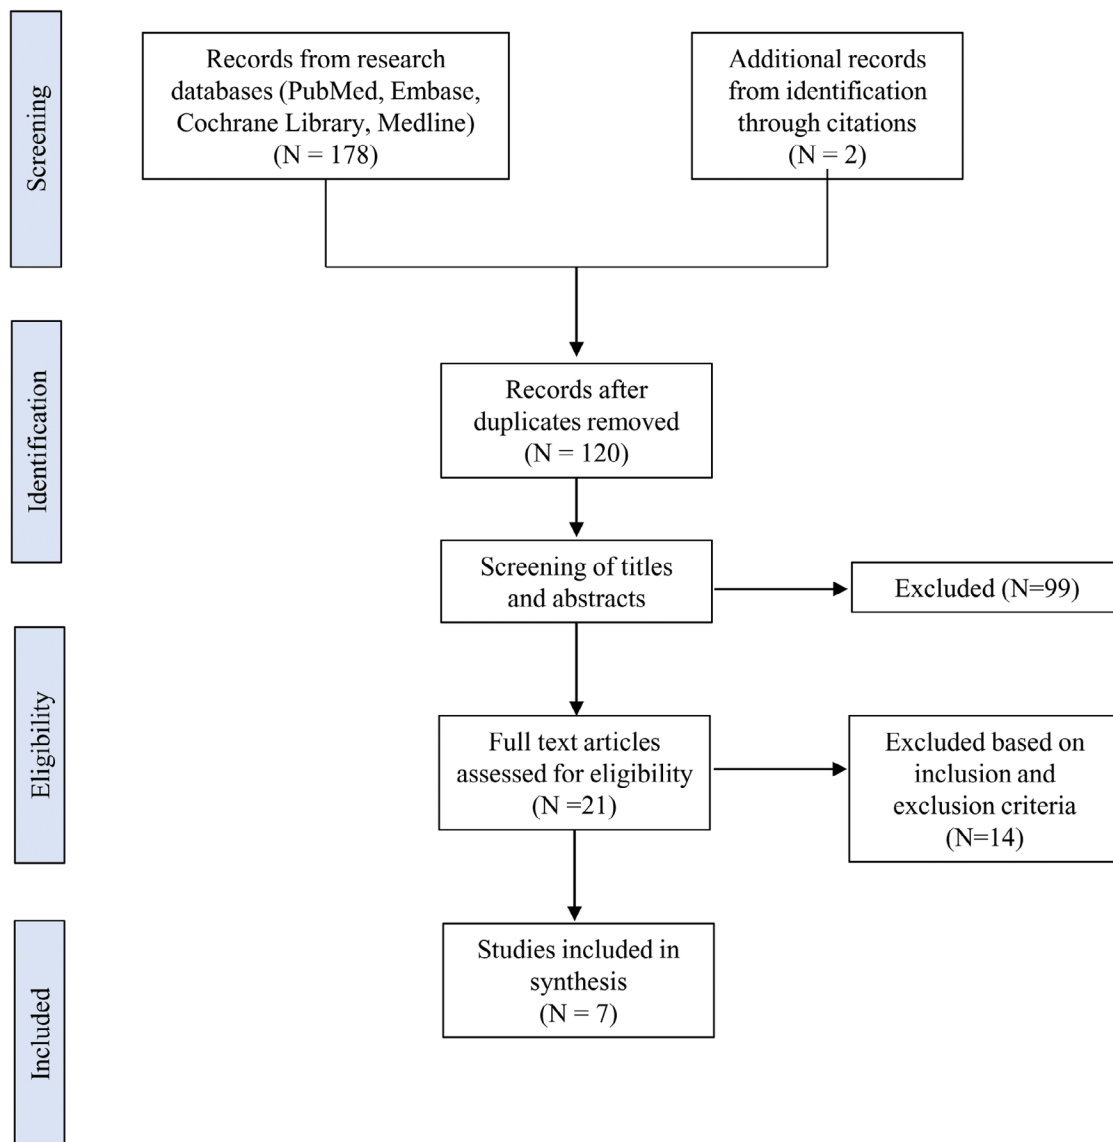 Screening
Records from research
databases (PubMed, Embase,
Cochrane Library, Medline)
(N = 178)
Additional records
from identification
through citations
(N = 2)
Identification
Records after
duplicates removed
(N = 120)
Screening of titles
and abstracts
Excluded (N=99)
Eligibility
Full text articles
assessed for eligibility
(N =21)
Excluded based on
inclusion and
exclusion criteria
(N=14)
Included
Studies included in
synthesis
(N = 7)